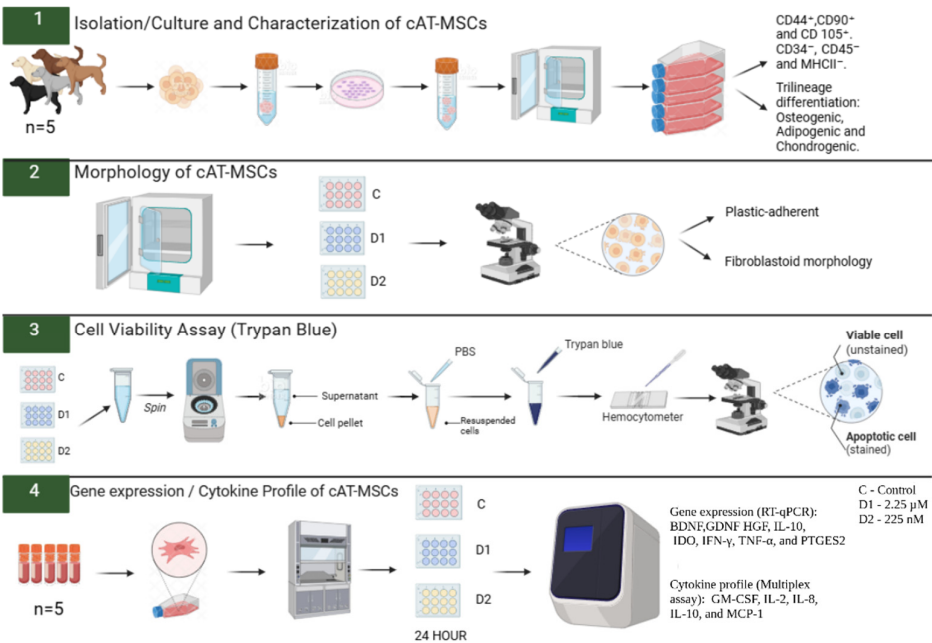 1
Isolation/Culture and Characterization of cAT-MSCs
n=5
CD44⁺,CD90⁺
and CD 105⁺.
CD34⁻, CD45⁻
and MHCII⁻.
Trilineage
differentiation:
Osteogenic,
Adipogenic and
Chondrogenic.
2
Morphology of cAT-MSCs
C
D1
D2
Plastic-adherent
Fibroblastoid morphology
3
Cell Viability Assay (Trypan Blue)
C
D1
D2
Spin
Supernatant
Cell pellet
PBS
Resuspended
cells
Trypan blue
Hemocytometer
Viable cell
(unstained)
Apoptotic cell
(stained)
4
Gene expression / Cytokine Profile of cAT-MSCs
n=5
C
D1
D2
24 HOUR
Gene expression (RT-qPCR):
BDNF,GDNF HGF, IL-10,
IDO, IFN-γ, TNF-α, and PTGES2
Cytokine profile (Multiplex
assay): GM-CSF, IL-2, IL-8,
IL-10, and MCP-1
C - Control
D1 - 2.25 µM
D2 - 225 nM